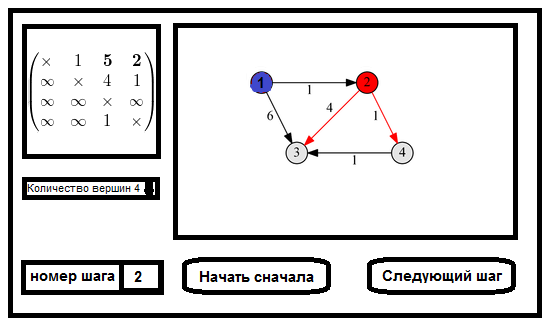 × 1 5 2
∞ × 4 1
∞ ∞ × ∞
∞ ∞ 1 ×
Количество вершин 4
1
2
1
6
4
1
3
4
1
номер шага 2
Начать сначала
Следующий шаг